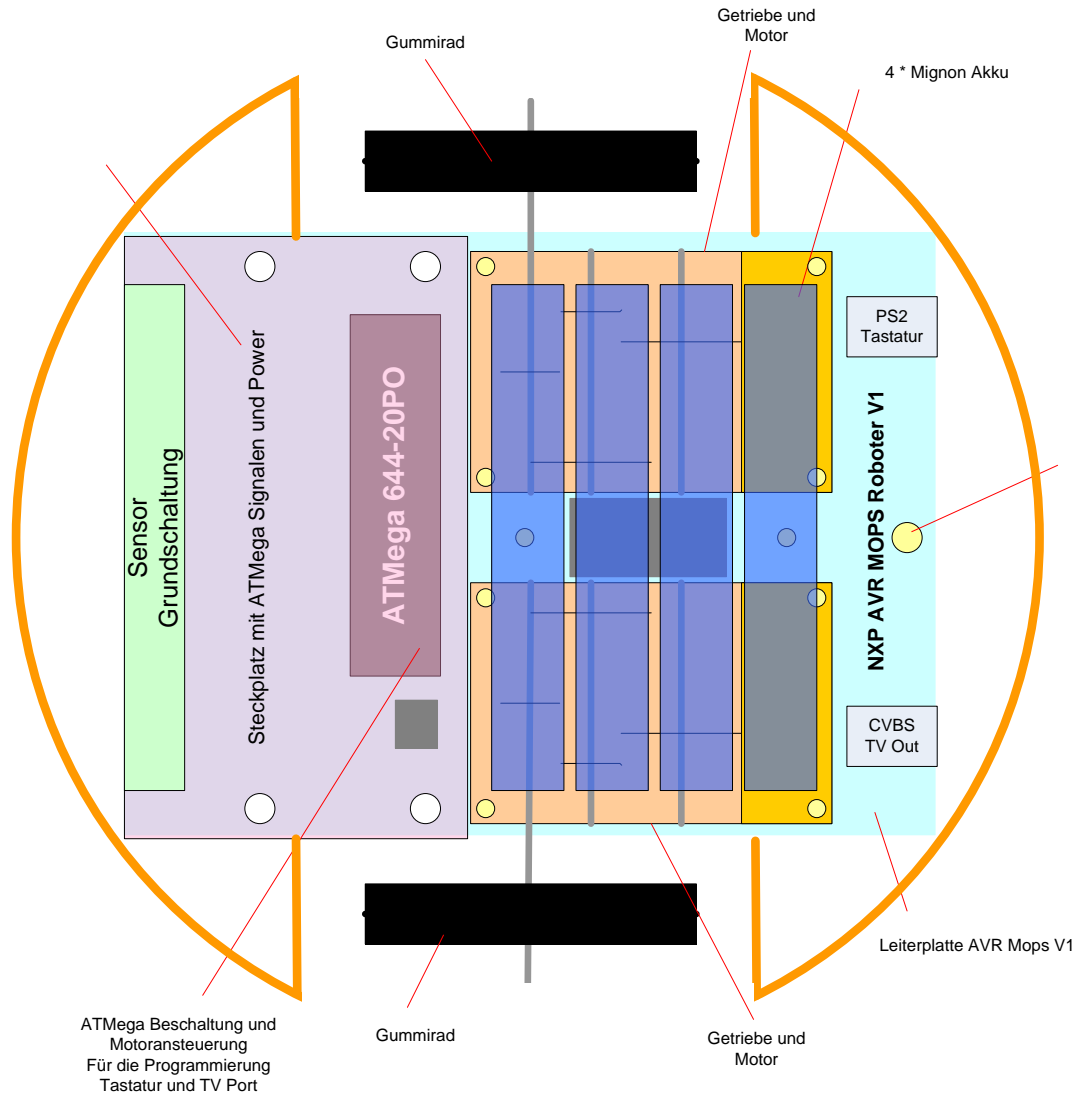 Getriebe und
Motor
Gummirad
4 * Mignon Akku
PS2
Tastatur
Sensor
Grundschaltung
Steckplatz mit ATMega Signalen und Power
ATMega 644-20PO
NXP AVR MOPS Roboter V1
CVBS
TV Out
Leiterplatte AVR Mops V1
ATMega Beschaltung und
Motoransteuerung
Für die Programmierung
Tastatur und TV Port
Gummirad
Getriebe und
Motor